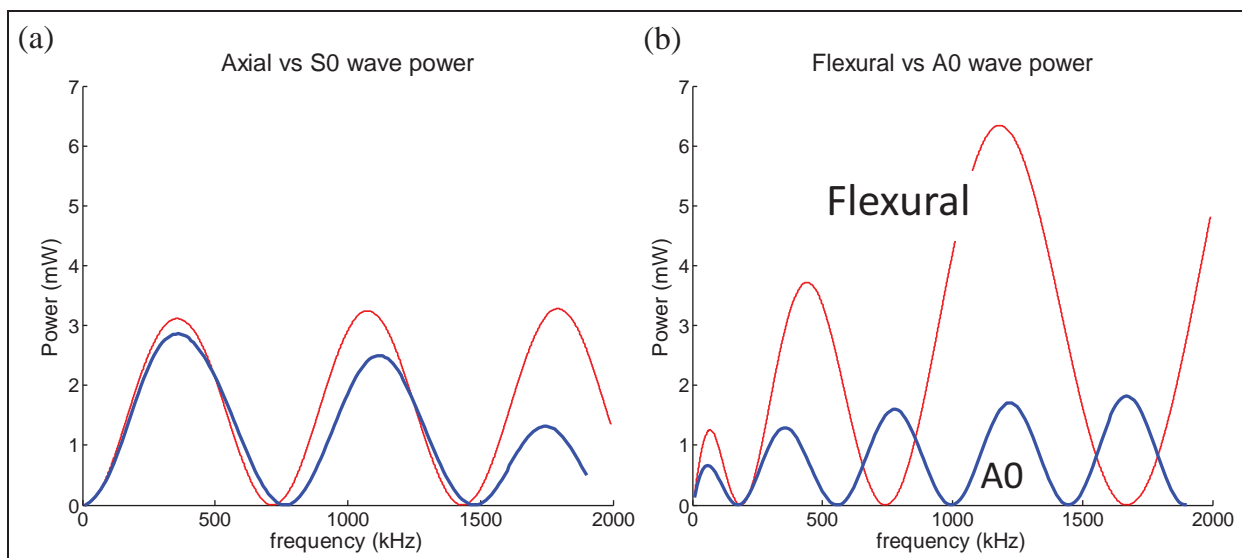 (a)
Axial vs S0 wave power
7
6
5
4
3
2
1
0
Power (mW)
0 500 1000 1500 2000
frequency (kHz)
(b)
Flexural vs A0 wave power
7
6
5
4
3
2
1
0
Power (mW)
Flexural
A0
0 500 1000 1500 2000
frequency (kHz)